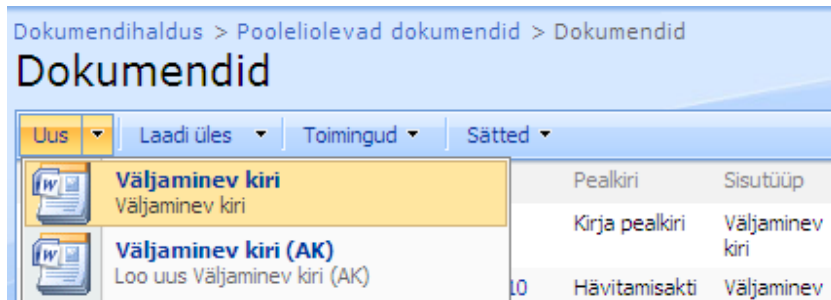 Dokumendihaldus > Pooleliolevad dokumendid > Dokumendid
Dokumendid
Uus Laadi üles Toimingud Sätted
Väljaminev kiri
Väljaminev kiri
Väljaminev kiri (AK)
Loo uus Väljaminev kiri (AK)
Pealkiri Sisutüüp
Kirja pealkiri Väljaminev
kiri
10 Hävitamisakti Väljaminev